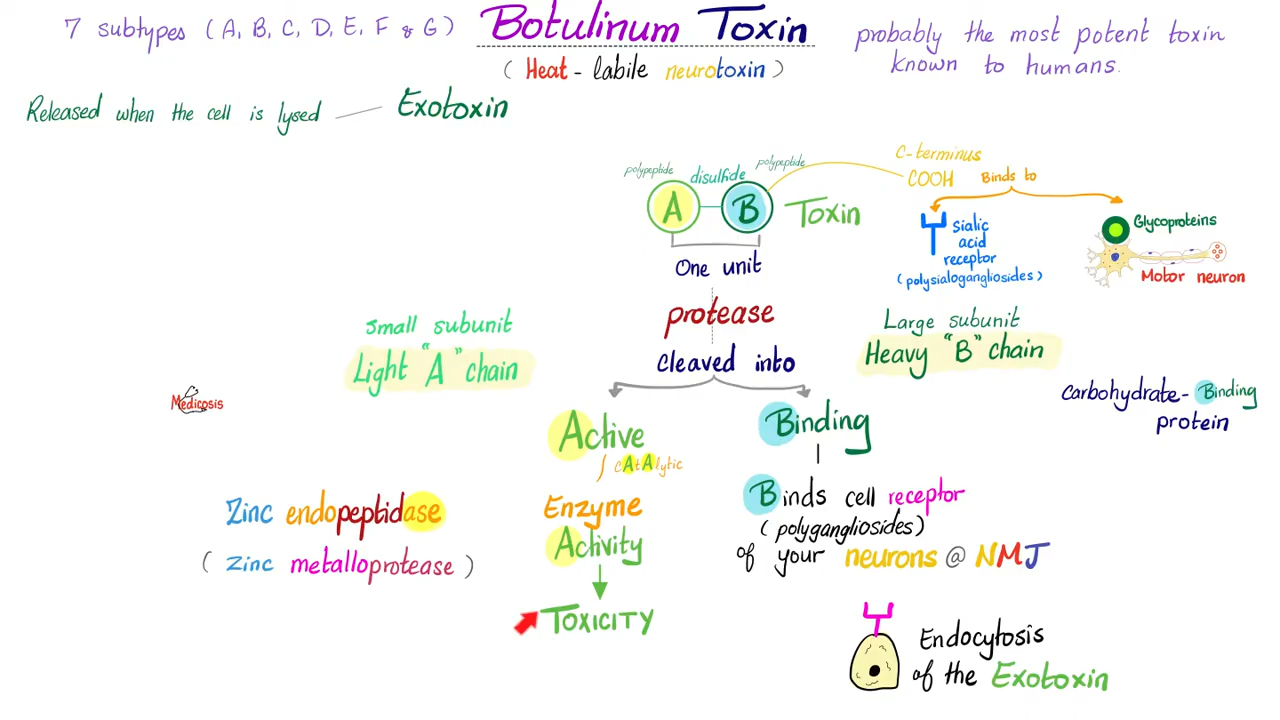 7 subtypes (A, B, C, D, E, F & G)
Botulinum Toxin
(Heat-labile neurotoxin)
probably the most potent toxin
known to humans.
Released when the cell is lysed
Exotoxin
polypeptide
disulfide
polypeptide
A
B
Toxin
C-terminus
COOH
Binds to
sialic
acid
receptor
(polysialogangliosides)
Glycoproteins
Motor neuron
One unit
protease
Cleaved into
Small subunit
Light "A" chain
Large subunit
Heavy "B" chain
Carbohydrate-Binding
protein
Medicosis
Active
CAtAlytic
Enzyme
Activity
TOXICITY
Zinc endopeptidase
(Zinc metalloprotease)
Binding
Binds cell receptor
(polygangliosides)
of your neurons @ NMJ
Endocytosis
of the Exotoxin